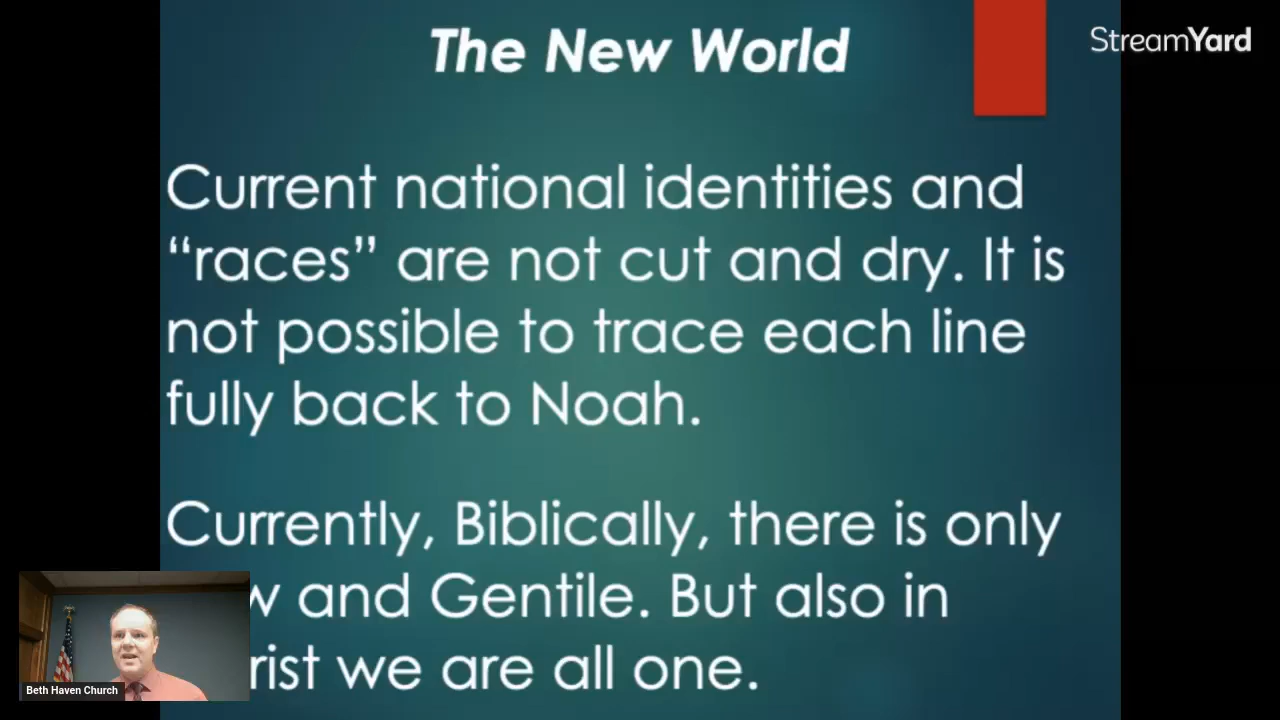 The New World
StreamYard
Current national identities and
“races” are not cut and dry. It is
not possible to trace each line
fully back to Noah.
Currently, Biblically, there is only
and Gentile. But also in
we are all one.
Beth Haven Church